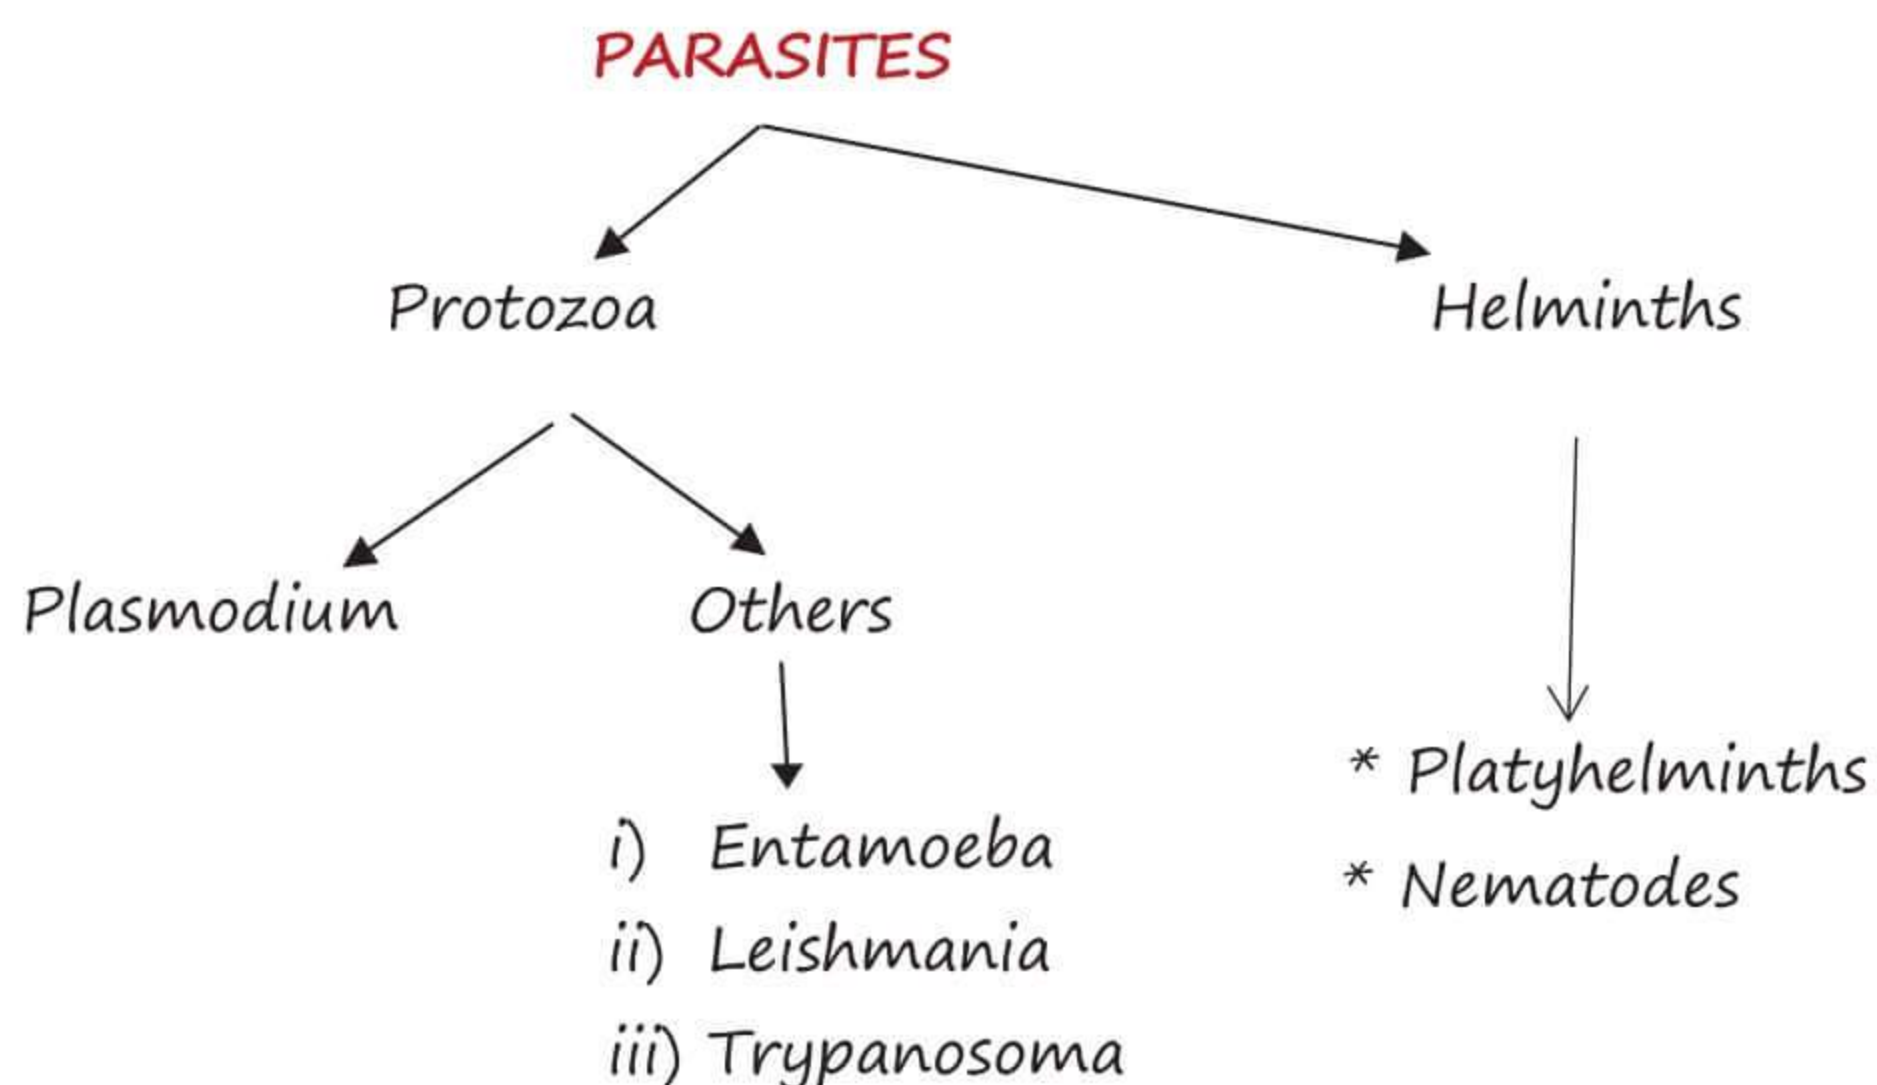 PARASITES
Protozoa
Helminths
Plasmodium
Others
i) Entamoeba
ii) Leishmania
iii) Trypanosoma
* Platyhelminths
* Nematodes